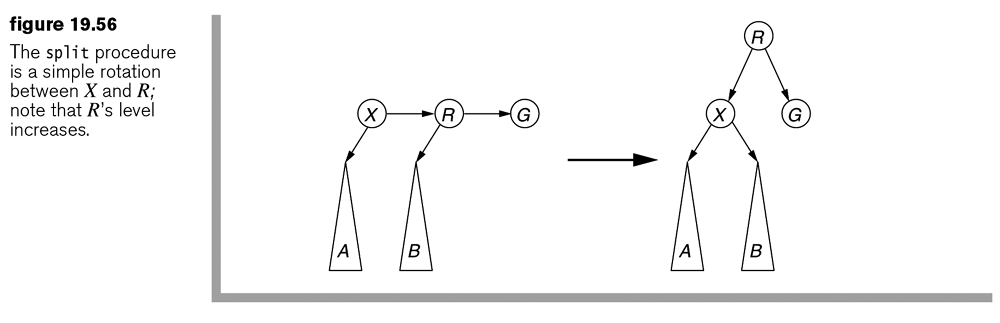 figure 19.56
The split procedure
is a simple rotation
between X and R;
note that R's level
increases.
R
X R G
X G
A B
A B